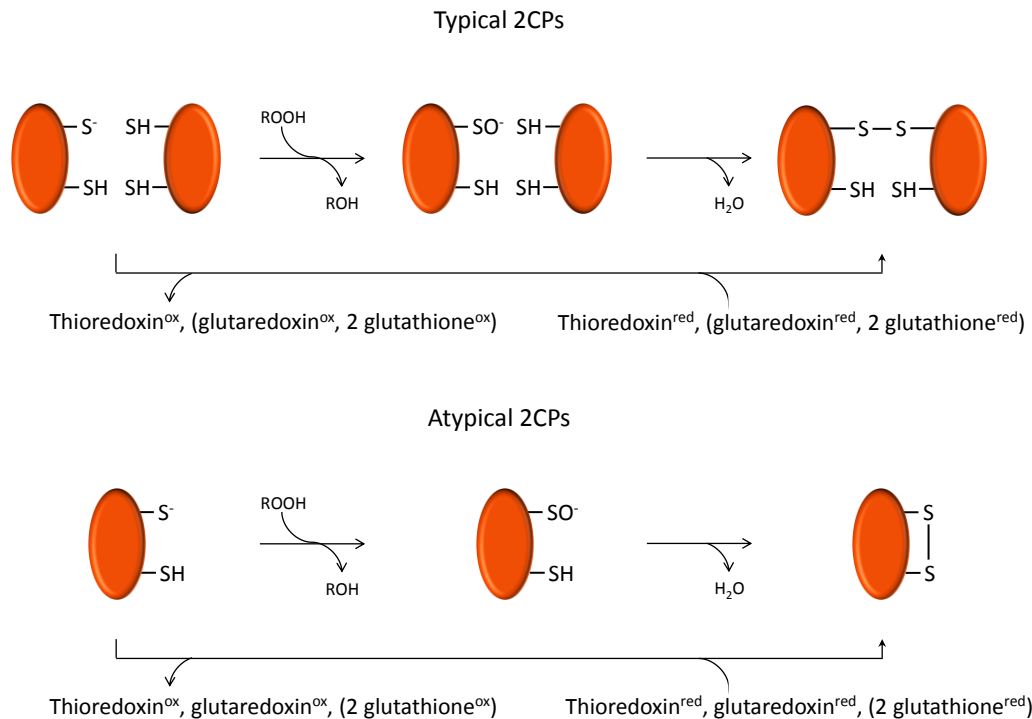 Typical 2CPs
S⁻ SH ROOH SO⁻ SH S S
SH SH ROH SH SH H₂O SH SH
Thioredoxinᵒˣ, (glutaredoxinᵒˣ, 2 glutathioneᵒˣ) Thioredoxinʳᵉᵈ, (glutaredoxinʳᵉᵈ, 2 glutathioneʳᵉᵈ)
Atypical 2CPs
S⁻ ROOH SO⁻ S
SH ROH SH H₂O S
Thioredoxinᵒˣ, glutaredoxinᵒˣ, (2 glutathioneᵒˣ) Thioredoxinʳᵉᵈ, glutaredoxinʳᵉᵈ, (2 glutathioneʳᵉᵈ)